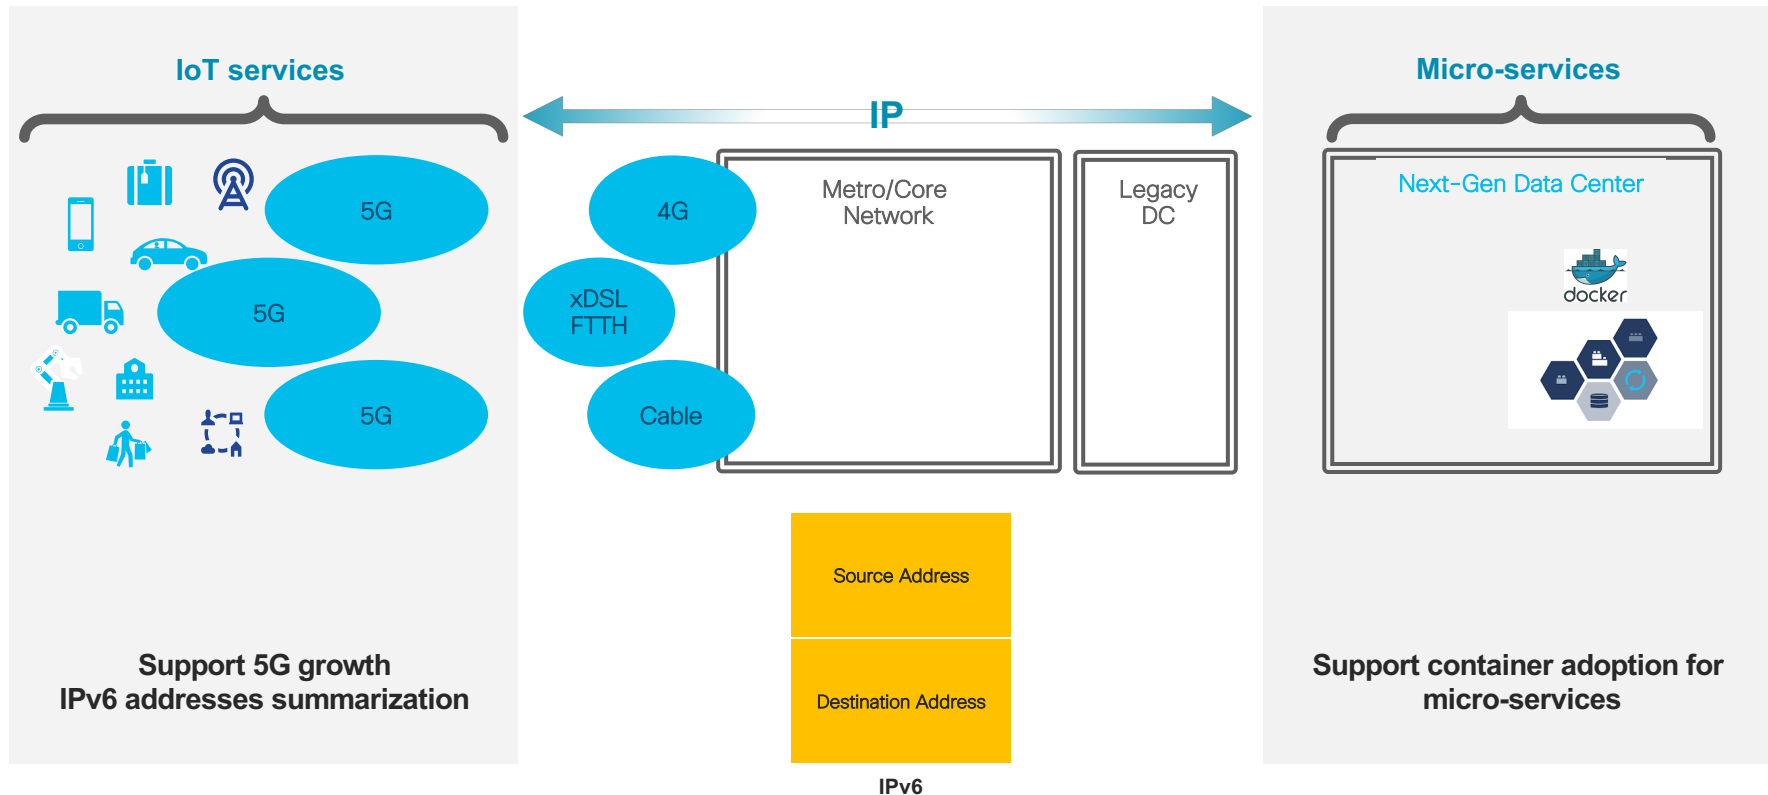 IoT services
IP
Micro-services
5G
5G
5G
4G
xDSL
FTTH
Cable
Metro/Core
Network
Legacy
DC
Next-Gen Data Center
docker
Source Address
Destination Address
IPv6
Support 5G growth
IPv6 addresses summarization
Support container adoption for
micro-services